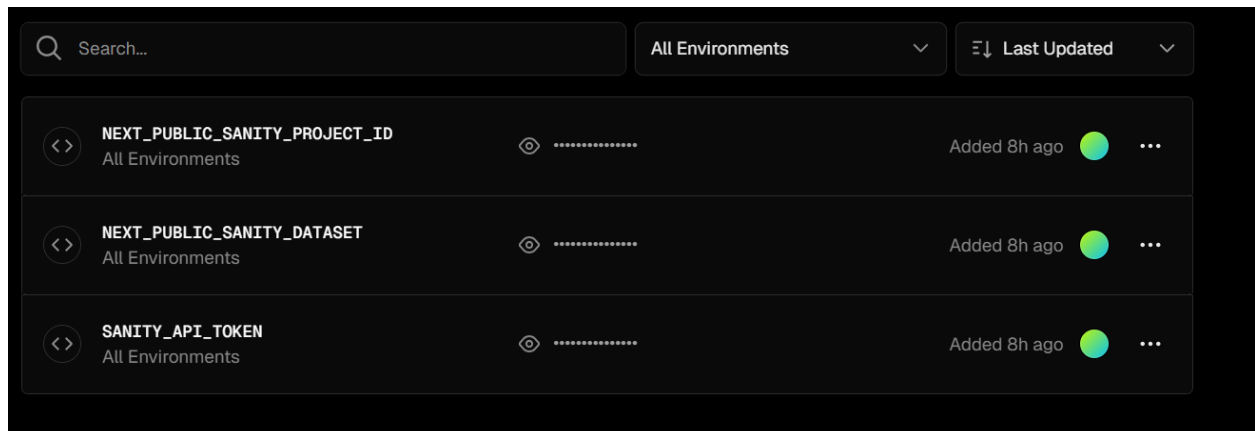 Search...
All Environments
Last Updated
NEXT_PUBLIC_SANITY_PROJECT_ID
All Environments
•••••••••••••••
Added 8h ago
NEXT_PUBLIC_SANITY_DATASET
All Environments
•••••••••••••••
Added 8h ago
SANITY_API_TOKEN
All Environments
•••••••••••••••
Added 8h ago